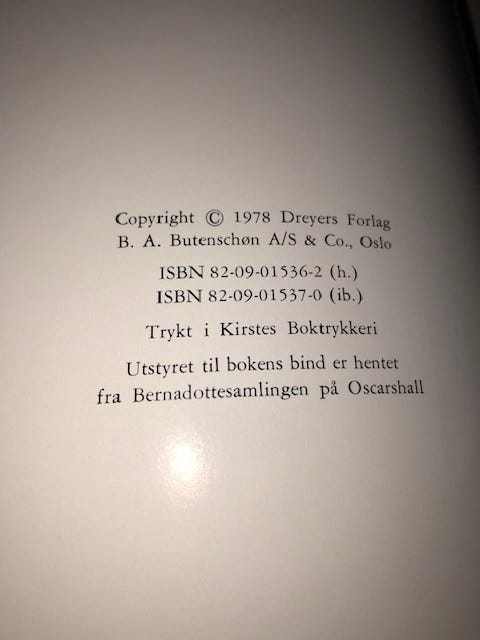 Copyright © 1978 Dreyers Forlag
B. A. Butenschøn A/S & Co., Oslo
ISBN 82-09-01536-2 (h.)
ISBN 82-09-01537-0 (ib.)
Trykt i Kirstes Boktrykkeri
Utstyret til bokens bind er hentet
fra Bernadottesamlingen på Oscarshall